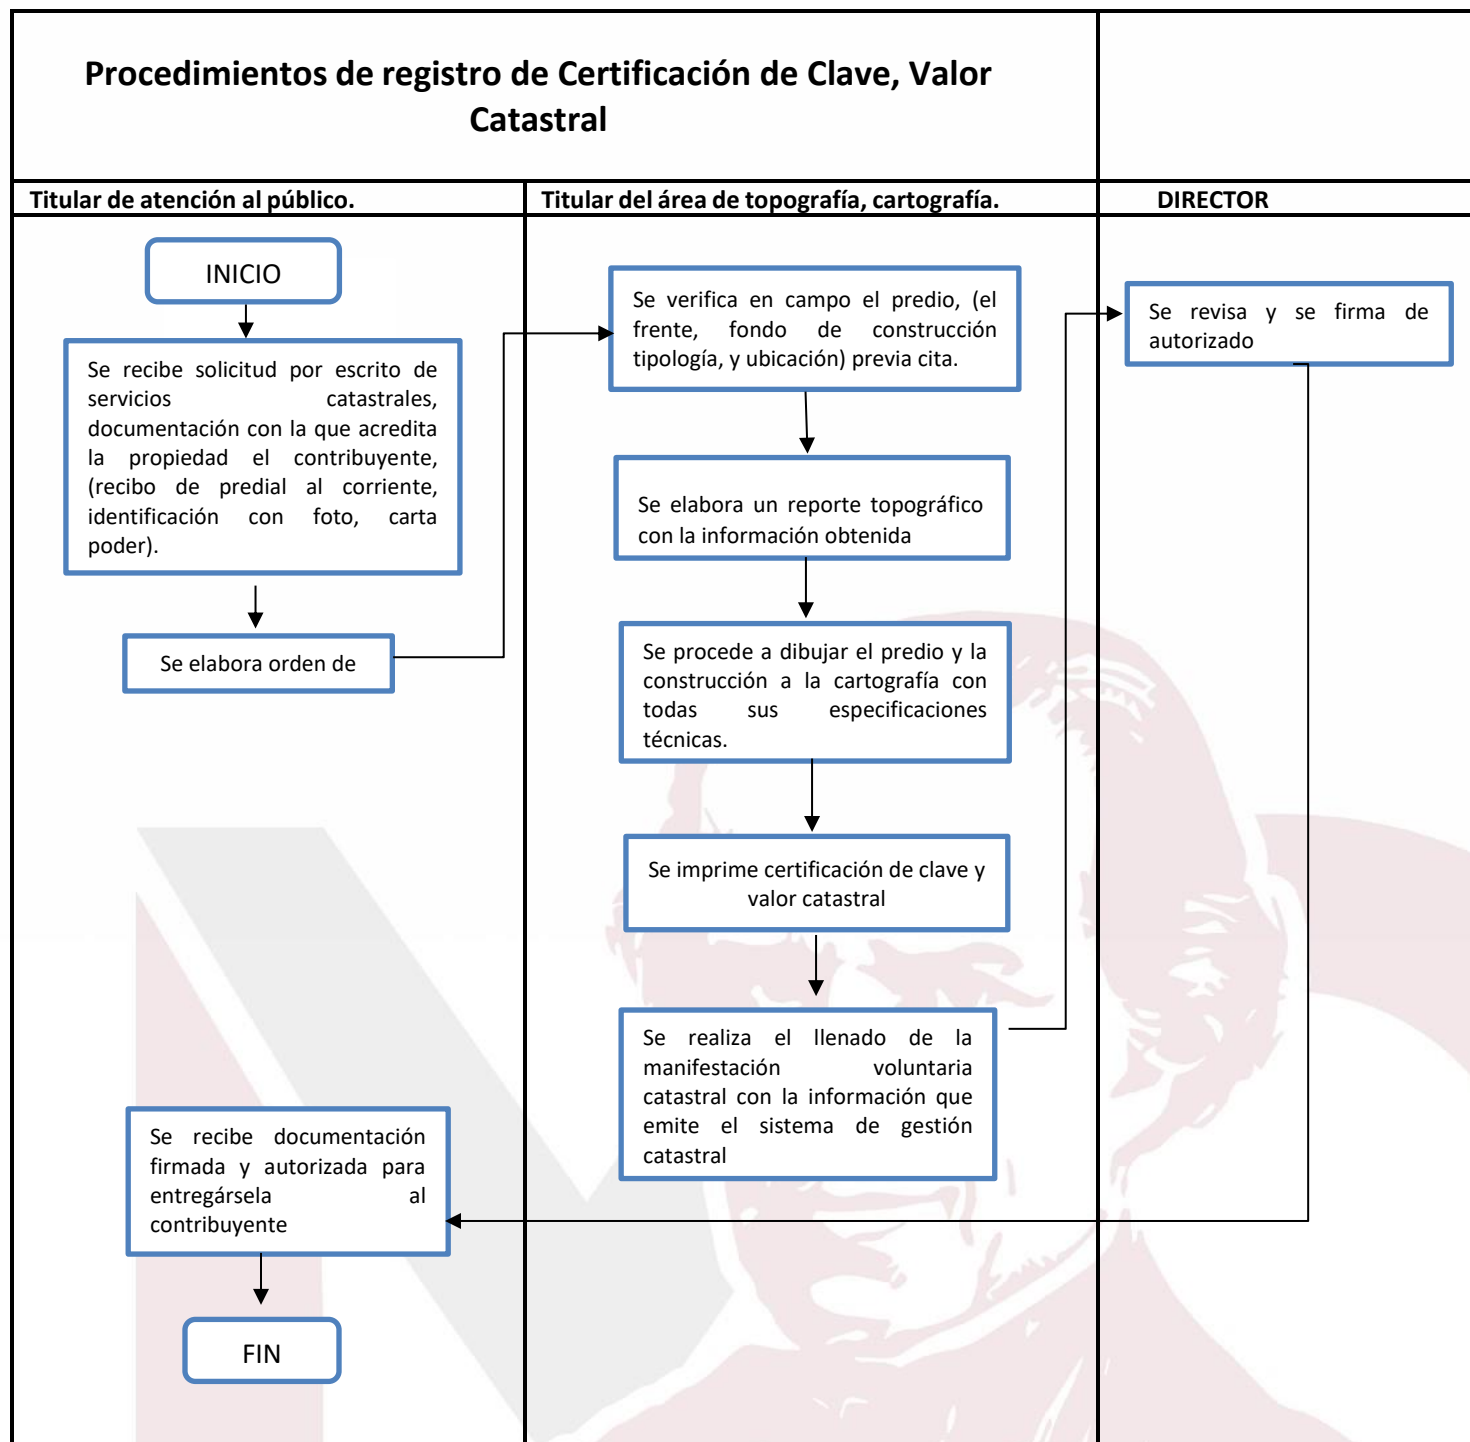 Procedimientos de registro de Certificación de Clave, Valor
Catastral
Titular de atención al público.
Titular del área de topografía, cartografía.
DIRECTOR
INICIO
Se recibe solicitud por escrito de
servicios catastrales,
documentación con la que acredita
la propiedad el contribuyente,
(recibo de predial al corriente,
identificación con foto, carta
poder).
Se elabora orden de
Se verifica en campo el predio, (el
frente, fondo de construcción
tipología, y ubicación) previa cita.
Se elabora un reporte topográfico
con la información obtenida
Se procede a dibujar el predio y la
construcción a la cartografía con
todas sus especificaciones
técnicas.
Se imprime certificación de clave y
valor catastral
Se realiza el llenado de la
manifestación voluntaria
catastral con la información que
emite el sistema de gestión
catastral
Se revisa y se firma de
autorizado
Se recibe documentación
firmada y autorizada para
entregársela al
contribuyente
FIN